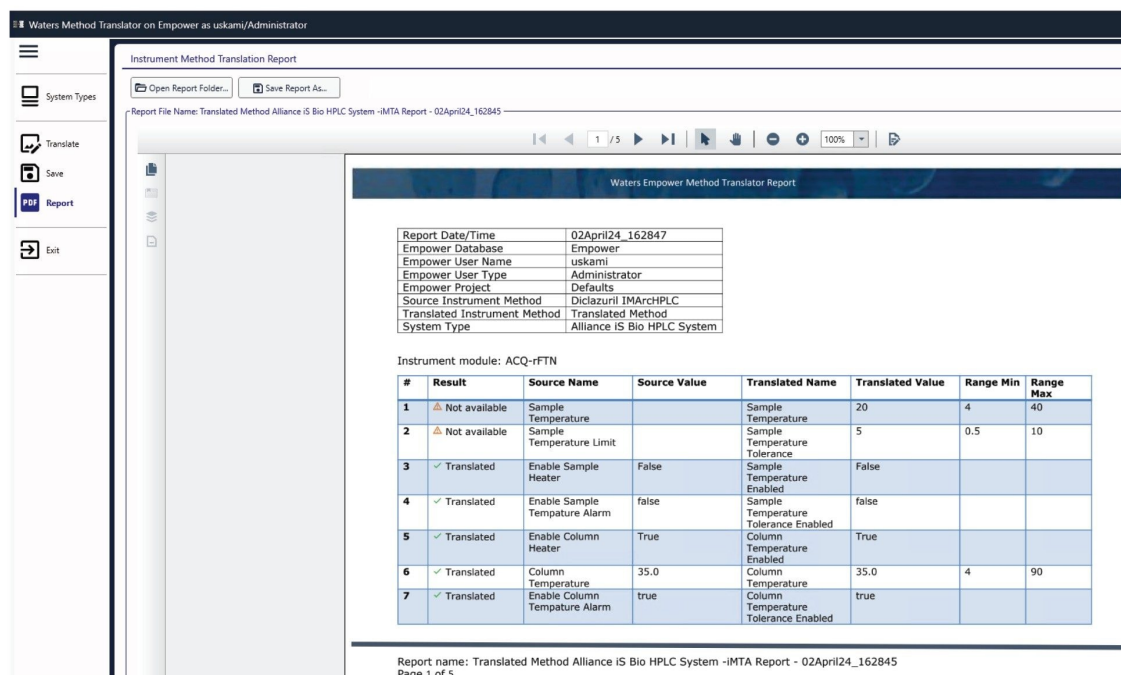 Waters Method Translator on Empower as uskami/Administrator
System Types
Translate
Save
PDF Report
Exit
Instrument Method Translation Report
Open Report Folder... Save Report As...
Report File Name: Translated Method Alliance iS Bio HPLC System -iMTA Report - 02April24_162845
1 /5 100%
Waters Empower Method Translator Report
Report Date/Time 02April24_162847
Empower Database Empower
Empower User Name uskami
Empower User Type Administrator
Empower Project Defaults
Source Instrument Method Diclazuril IMArcHPLC
Translated Instrument Method Translated Method
System Type Alliance iS Bio HPLC System
Instrument module: ACQ-rFTN
# Result Source Name Source Value Translated Name Translated Value Range Min Range
Max
1 Not available Sample Sample 20 4 40
Temperature Temperature
2 Not available Sample Sample 5 0.5 10
Temperature Limit Temperature
Tolerance
3 Translated Enable Sample False Sample False
Heater Temperature
Enabled
4 Translated Enable Sample false Sample false
Tempature Alarm Temperature
Tolerance Enabled
5 Translated Enable Column True Column True
Heater Temperature
Enabled
6 Translated Column 35.0 Column 35.0 4 90
Temperature Temperature
7 Translated Enable Column true Column true
Tempature Alarm Temperature
Tolerance Enabled
Report name: Translated Method Alliance iS Bio HPLC System -iMTA Report - 02April24_162845
Page 1 of 5